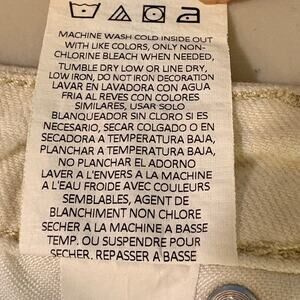 MACHINE WASH COLD INSIDE OUT
WITH LIKE COLORS, ONLY NON-
CHLORINE BLEACH WHEN NEEDED,
TUMBLE DRY LOW OR LINE DRY,
LOW IRON, DO NOT IRON DECORATION
LAVAR EN LAVADORA CON AGUA
FRIA AL REVES CON COLORES
SIMILARES, USAR SOLO
BLANQUEADOR SIN CLORO SI ES
NECESARIO, SECAR COLGADO O EN
SECADORA A TEMPERATURA BAJA,
PLANCHAR A TEMPERATURA BAJA,
NO PLANCHAR EL ADORNO
LAVER A L'ENVERS A LA MACHINE
A L'EAU FROIDE AVEC COULEURS
SEMBLABLES, AGENT DE
BLANCHIMENT NON CHLORE
SECHER A LA MACHINE A BASSE
TEMP. OU SUSPENDRE POUR
SECHER. REPASSER A BASSE